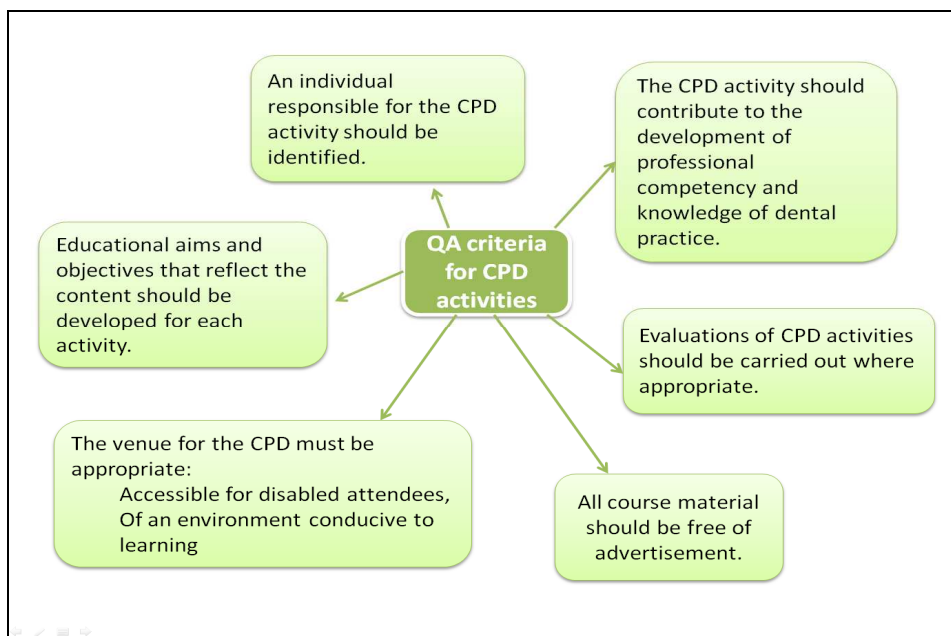 An individual
responsible for the CPD
activity should be
identified.
The CPD activity should
contribute to the
development of
professional
competency and
knowledge of dental
practice.
QA criteria
for CPD
activities
Educational aims and
objectives that reflect the
content should be
developed for each
activity.
Evaluations of CPD activities
should be carried out where
appropriate.
The venue for the CPD must be
appropriate:
Accessible for disabled attendees,
Of an environment conducive to
learning
All course material
should be free of
advertisement.